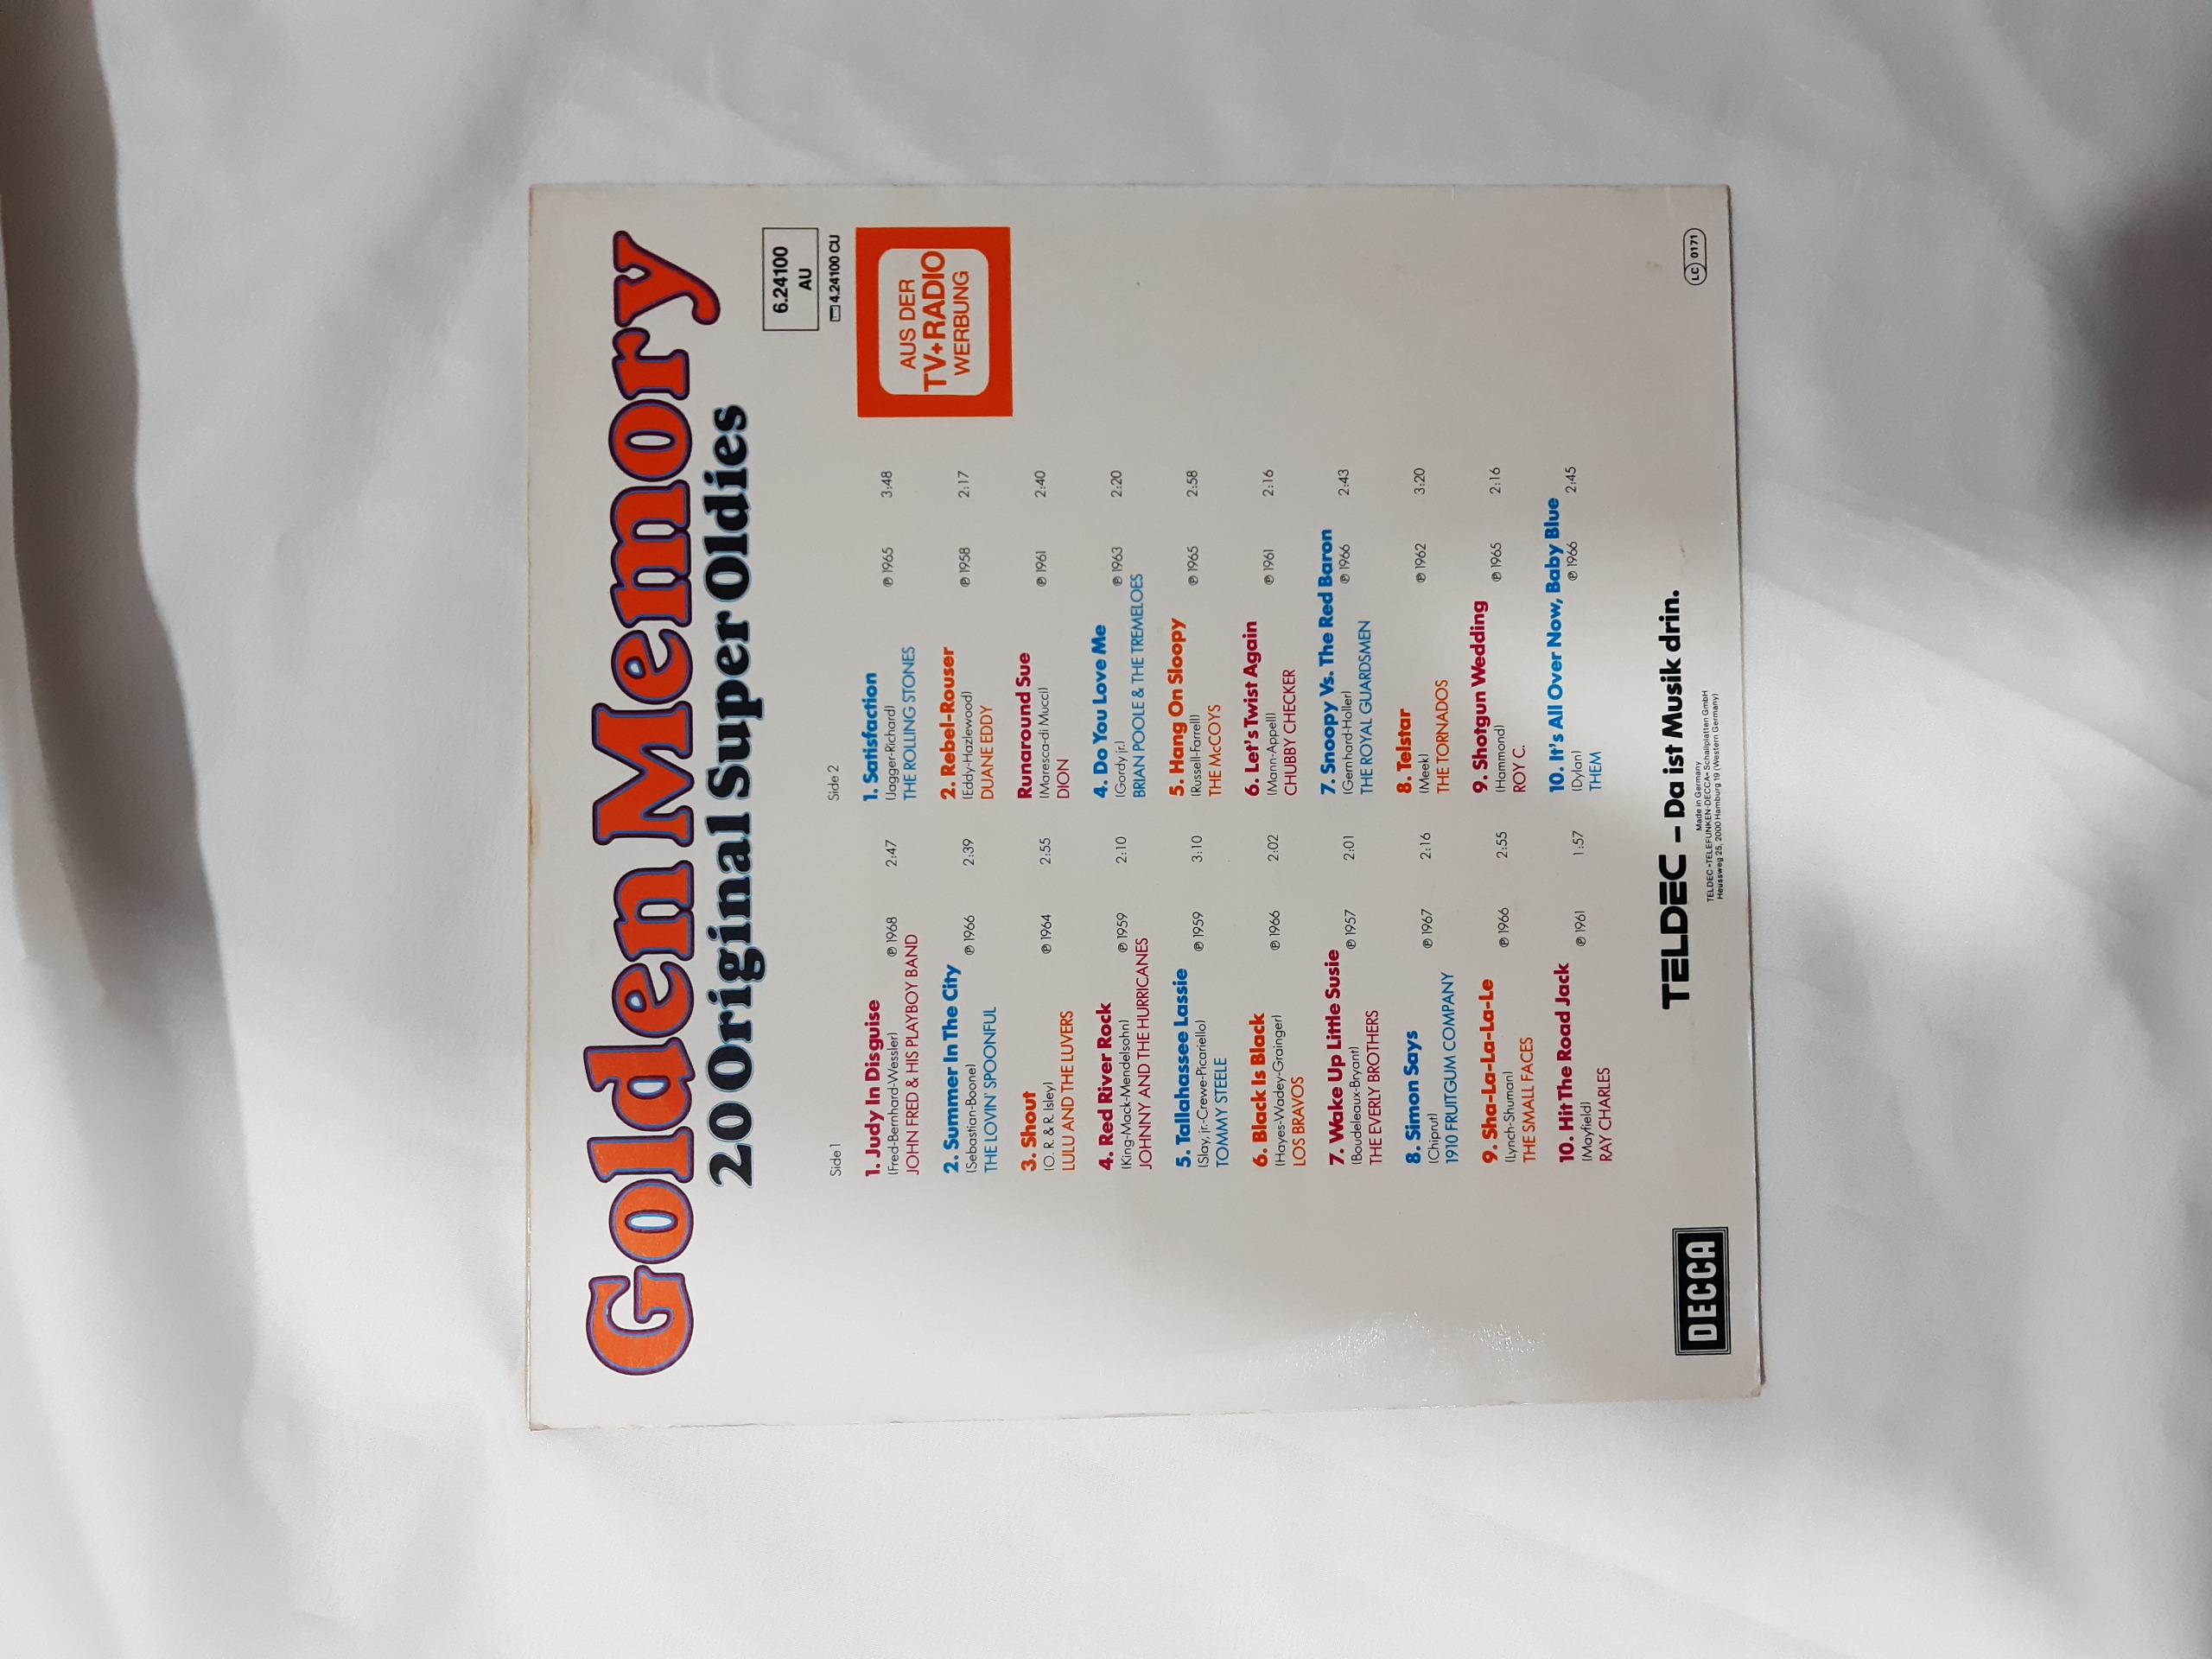 Golden Memory
20 Original Super Oldies
6.24100
AU
4.24100 CU
AUS DER
TV+RADIO
WERBUNG
Side 1
1. Judy In Disguise
(Fred-Bernhard-Wessler) ℗ 1968 2:47
JOHN FRED & HIS PLAYBOY BAND
2. Summer In The City
(Sebastian-Boone) ℗ 1966 2:39
THE LOVIN' SPOONFUL
3. Shout
(O. R. & R. Isley) ℗ 1964 2:55
LULU AND THE LUVERS
4. Red River Rock
(King-Mack-Mendelsohn) ℗ 1959 2:10
JOHNNY AND THE HURRICANES
5. Tallahassee Lassie
(Slay, jr.-Crewe-Picariello) ℗ 1959 3:10
TOMMY STEELE
6. Black Is Black
(Hayes-Wadey-Grainger) ℗ 1966 2:02
LOS BRAVOS
7. Wake Up Little Susie
(Boudeleaux-Bryant) ℗ 1957 2:01
THE EVERLY BROTHERS
8. Simon Says
(Chiprut) ℗ 1967 2:16
1910 FRUITGUM COMPANY
9. Sha-La-La-La-Le
(Lynch-Shuman) ℗ 1966 2:55
THE SMALL FACES
10. Hit The Road Jack
(Mayfield) ℗ 1961 1:57
RAY CHARLES
Side 2
1. Satisfaction
(Jagger-Richard) ℗ 1965 3:48
THE ROLLING STONES
2. Rebel-Rouser
(Eddy-Hazlewood) ℗ 1958 2:17
DUANE EDDY
Runaround Sue
(Maresca-di Mucci) ℗ 1961 2:40
DION
4. Do You Love Me
(Gordy jr.) ℗ 1963 2:20
BRIAN POOLE & THE TREMELOES
5. Hang On Sloopy
(Russell-Farrell) ℗ 1965 2:58
THE McCOYS
6. Let's Twist Again
(Mann-Appell) ℗ 1961 2:16
CHUBBY CHECKER
7. Snoopy Vs. The Red Baron
(Gernhard-Holler) ℗ 1966 2:43
THE ROYAL GUARDSMEN
8. Telstar
(Meek) ℗ 1962 3:20
THE TORNADOS
9. Shotgun Wedding
(Hammond) ℗ 1965 2:16
ROY C.
10. It's All Over Now, Baby Blue
(Dylan) ℗ 1966 2:45
THEM
DECCA
TELDEC – Da ist Musik drin.
Made in Germany
TELDEC »TELEFUNKEN-DECCA« Schallplatten GmbH
Heussweg 25, 2000 Hamburg 19 (Western Germany)
LC 0171